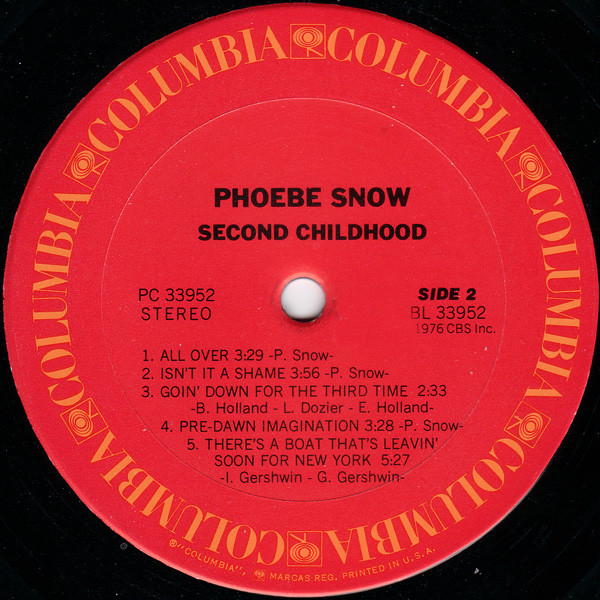 COLUMBIA COLUMBIA COLUMBIA COLUMBIA COLUMBIA COLUMBIA
PHOEBE SNOW
SECOND CHILDHOOD
PC 33952 SIDE 2
STEREO BL 33952
1976 CBS Inc.
1. ALL OVER 3:29 -P. Snow-
2. ISN'T IT A SHAME 3:56 -P. Snow-
3. GOIN' DOWN FOR THE THIRD TIME 2:33
-B. Holland - L. Dozier - E. Holland-
4. PRE-DAWN IMAGINATION 3:28 -P. Snow-
5. THERE'S A BOAT THAT'S LEAVIN'
SOON FOR NEW YORK 5:27
-I. Gershwin - G. Gershwin-
®"COLUMBIA", MARCAS REG. PRINTED IN U.S.A.